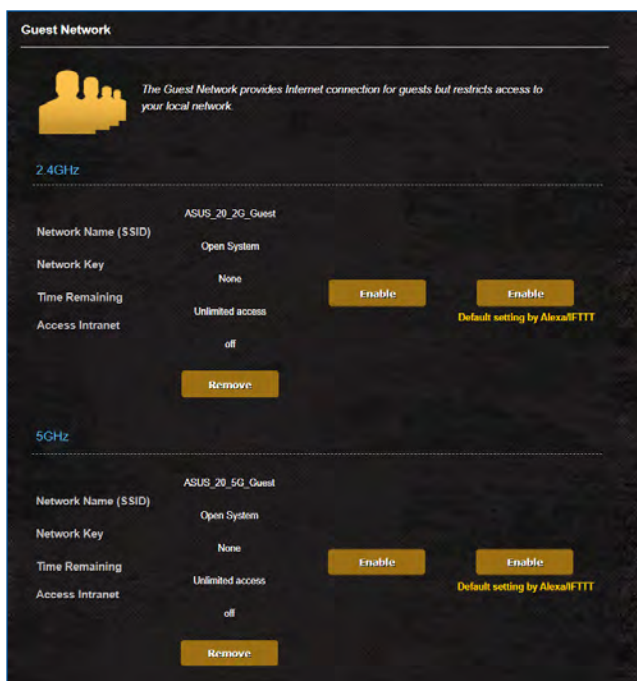 Guest Network
The Guest Network provides Internet connection for guests but restricts access to
your local network.
2.4GHz
ASUS_20_2G_Guest
Network Name (SSID)
Open System
Network Key
None
Time Remaining
Enable
Enable
Unlimited access
Default setting by Alexa/IFTTT
Access Intranet
off
Remove
5GHz
ASUS_20_5G_Guest
Network Name (SSID)
Open System
Network Key
None
Time Remaining
Enable
Enable
Unlimited access
Default setting by Alexa/IFTTT
Access Intranet
off
Remove